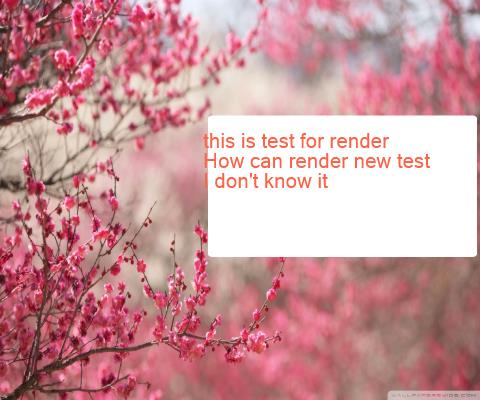 this is test for render
How can render new test
I don't know it
WALLPAPERSWIDE.COM